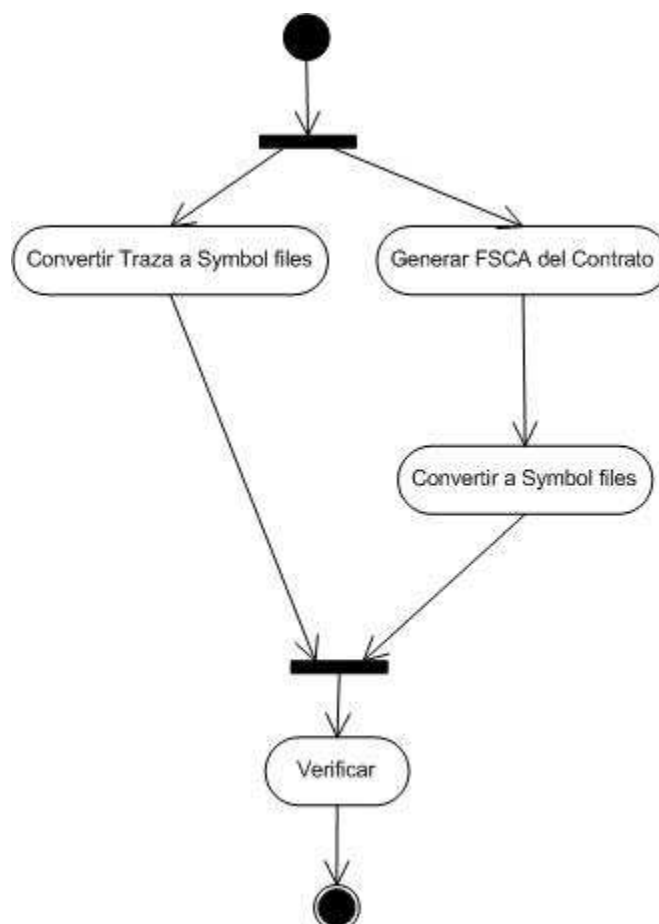 Convertir Traza a Symbol files
Generar FSCA del Contrato
Convertir a Symbol files
Verificar